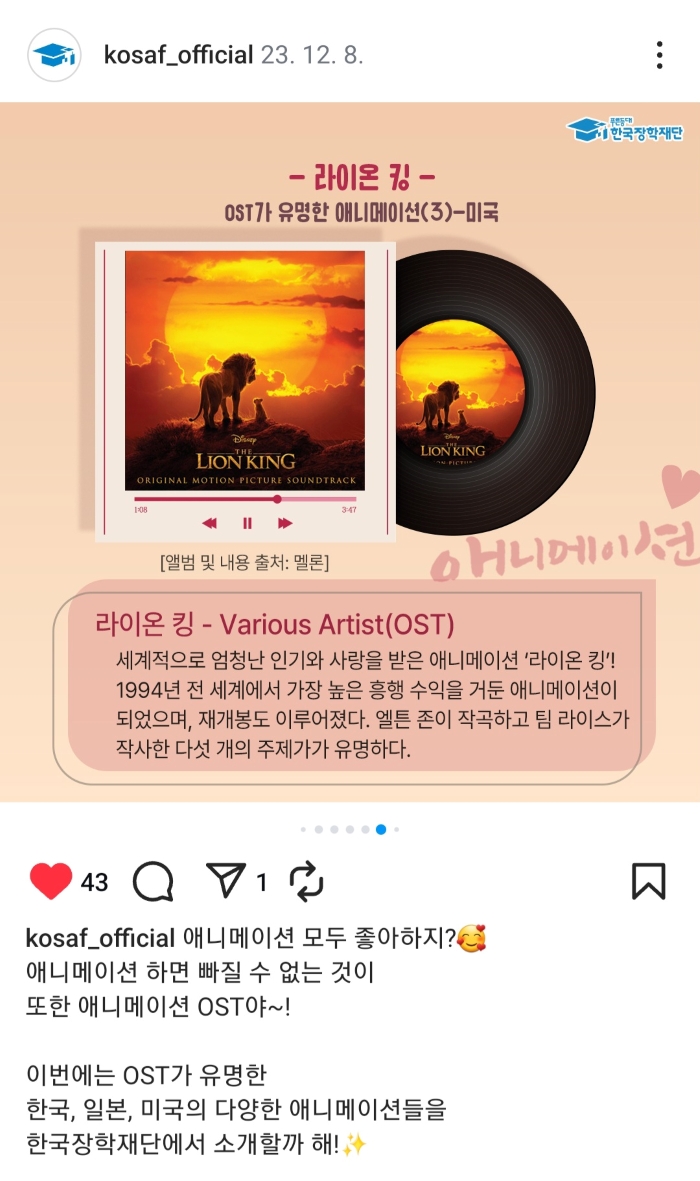 kosaf_official 23. 12. 8.
푸른등대
한국장학재단
- 라이온 킹 -
OST가 유명한 애니메이션(3)-미국
Disney
THE
LION KING
ORIGINAL MOTION PICTURE SOUNDTRACK
Disney
THE
LION KING
1:08 3:47
[앨범 및 내용 출처: 멜론]
애니메이션
라이온 킹 - Various Artist(OST)
세계적으로 엄청난 인기와 사랑을 받은 애니메이션 ‘라이온 킹’!
1994년 전 세계에서 가장 높은 흥행 수익을 거둔 애니메이션이
되었으며, 재개봉도 이루어졌다. 엘튼 존이 작곡하고 팀 라이스가
작사한 다섯 개의 주제가가 유명하다.
43 1
kosaf_official 애니메이션 모두 좋아하지?🥰
애니메이션 하면 빠질 수 없는 것이
또한 애니메이션 OST야~!
이번에는 OST가 유명한
한국, 일본, 미국의 다양한 애니메이션들을
한국장학재단에서 소개할까 해!✨